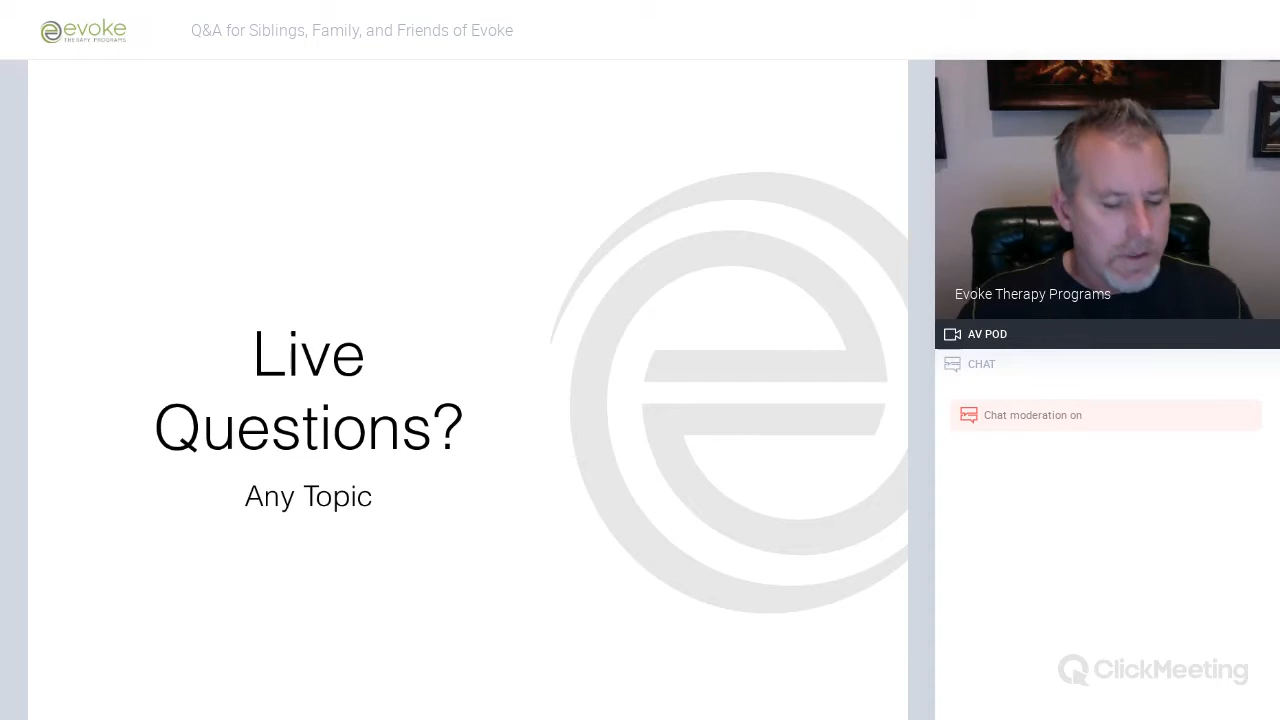 evoke
THERAPY PROGRAMS
Q&A for Siblings, Family, and Friends of Evoke
Live
Questions?
Any Topic
Evoke Therapy Programs
AV POD
CHAT
Chat moderation on
ClickMeeting